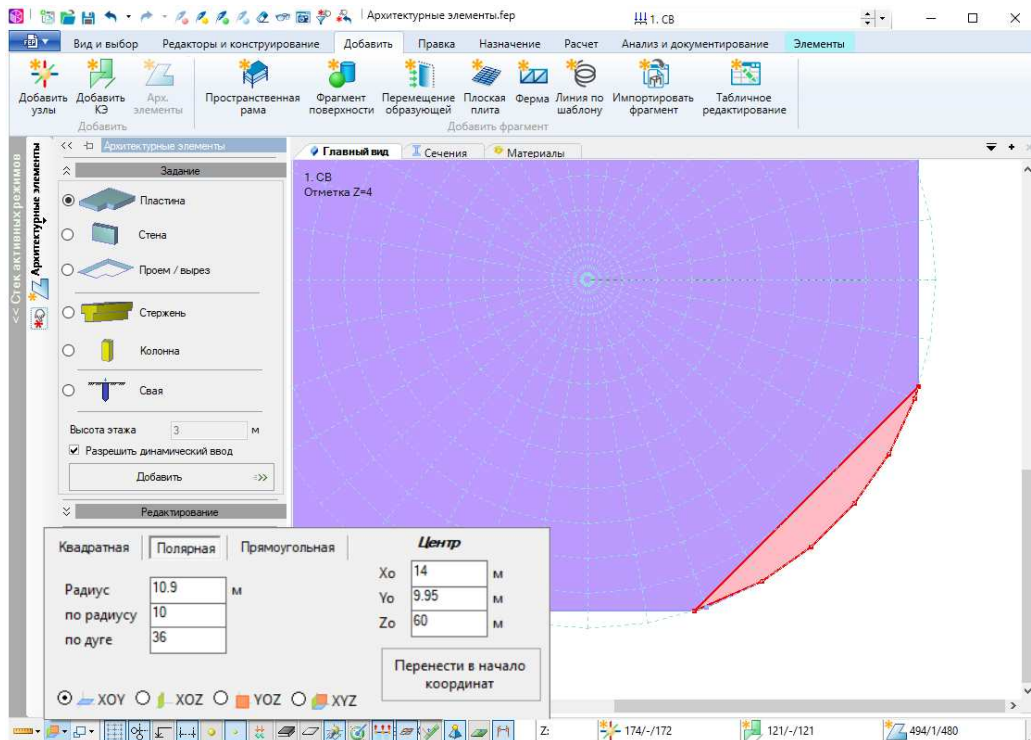 Архитектурные элементы.fep
1. СВ
FEP
Вид и выбор Редакторы и конструирование Добавить Правка Назначение Расчет Анализ и документирование Элементы
Добавить узлы
Добавить КЭ
Арх. элементы
Пространственная рама
Фрагмент поверхности
Перемещение образующей
Плоская плита
Ферма
Линия по шаблону
Импортировать фрагмент
Табличное редактирование
Добавить
Добавить фрагмент
<< Стек активных режимов
Архитектурные элементы
<< Архитектурные элементы
Главный вид Сечения Материалы
Задание
1. СВ
Отметка Z=4
Пластина
Стена
Проем / вырез
Стержень
Колонна
Свая
Высота этажа 3 м
Разрешить динамический ввод
Добавить =>>
Редактирование
Квадратная Полярная Прямоугольная Центр
Радиус 10.9 м
по радиусу 10
по дуге 36
Xo 14 м
Yo 9.95 м
Zo 60 м
Перенести в начало координат
XOY XOZ YOZ XYZ
Z: 174/-/172 121/-/121 494/1/480